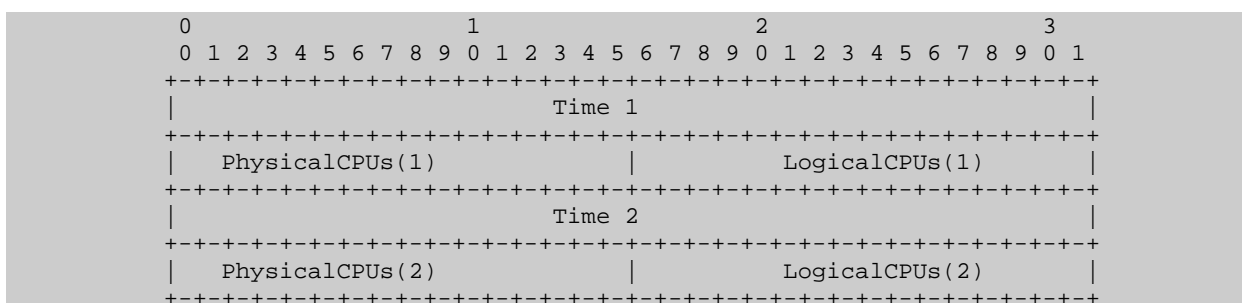 0                   1                   2                   3
0 1 2 3 4 5 6 7 8 9 0 1 2 3 4 5 6 7 8 9 0 1 2 3 4 5 6 7 8 9 0 1
+-+-+-+-+-+-+-+-+-+-+-+-+-+-+-+-+-+-+-+-+-+-+-+-+-+-+-+-+-+-+-+-+
|                          Time 1                               |
+-+-+-+-+-+-+-+-+-+-+-+-+-+-+-+-+-+-+-+-+-+-+-+-+-+-+-+-+-+-+-+-+
|   PhysicalCPUs(1)             |          LogicalCPUs(1)       |
+-+-+-+-+-+-+-+-+-+-+-+-+-+-+-+-+-+-+-+-+-+-+-+-+-+-+-+-+-+-+-+-+
|                          Time 2                               |
+-+-+-+-+-+-+-+-+-+-+-+-+-+-+-+-+-+-+-+-+-+-+-+-+-+-+-+-+-+-+-+-+
|   PhysicalCPUs(2)             |          LogicalCPUs(2)       |
+-+-+-+-+-+-+-+-+-+-+-+-+-+-+-+-+-+-+-+-+-+-+-+-+-+-+-+-+-+-+-+-+